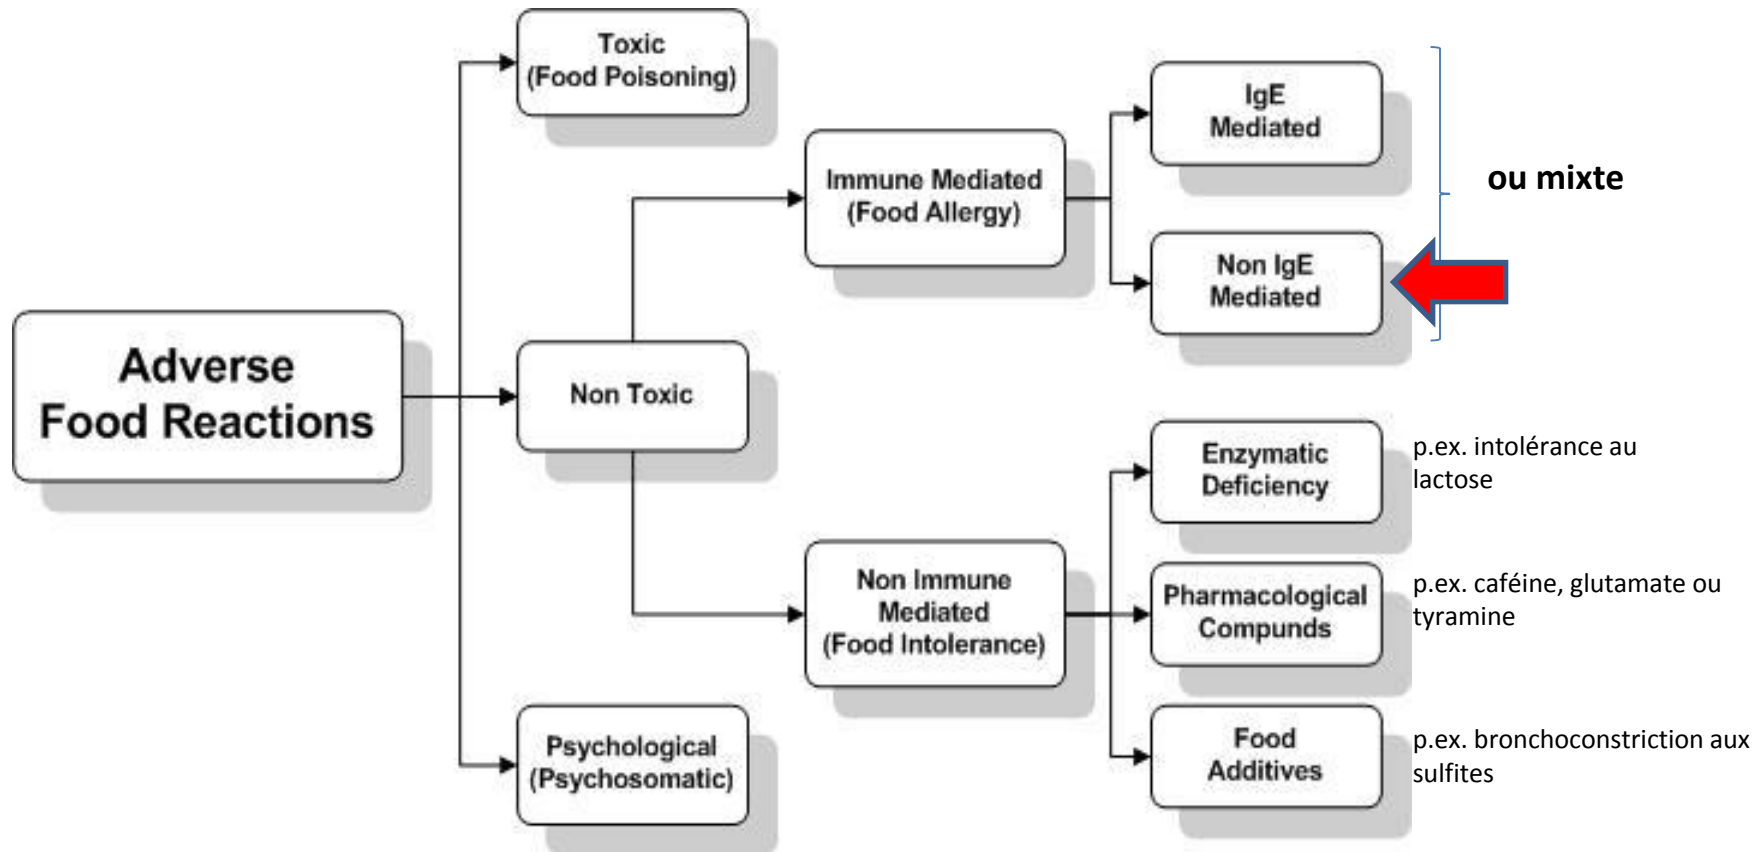 Adverse
Food Reactions
Toxic
(Food Poisoning)
Non Toxic
Psychological
(Psychosomatic)
Immune Mediated
(Food Allergy)
Non Immune
Mediated
(Food Intolerance)
IgE
Mediated
Non IgE
Mediated
ou mixte
Enzymatic
Deficiency
p.ex. intolérance au
lactose
Pharmacological
Compunds
p.ex. caféine, glutamate ou
tyramine
Food
Additives
p.ex. bronchoconstriction aux
sulfites